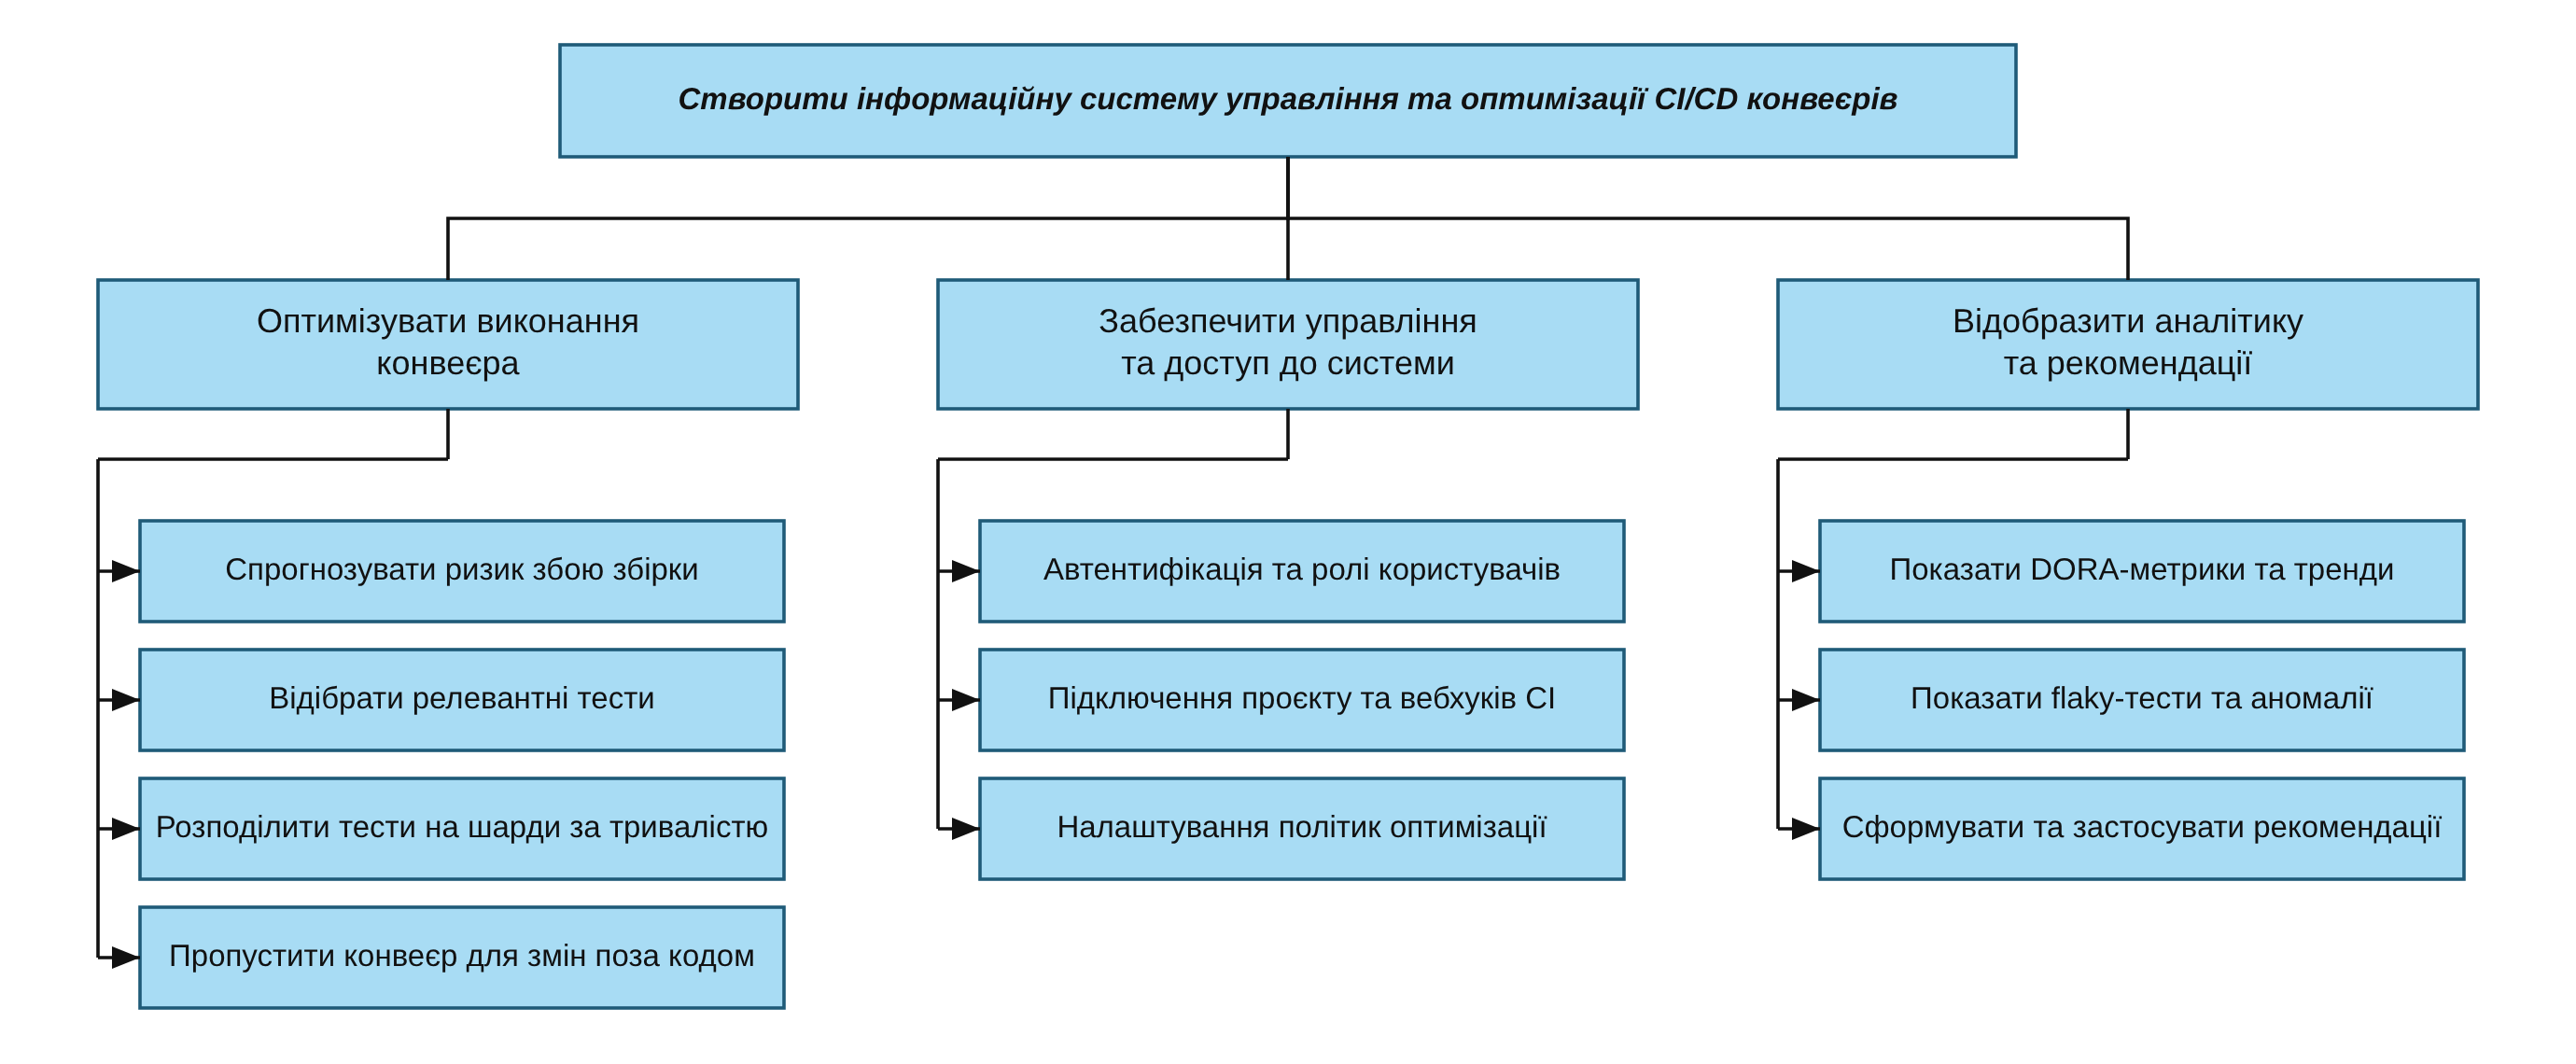 Створити інформаційну систему управління та оптимізації CI/CD конвеєрів
Оптимізувати виконання
конвеєра
Забезпечити управління
та доступ до системи
Відобразити аналітику
та рекомендації
Спрогнозувати ризик збою збірки
Відібрати релевантні тести
Розподілити тести на шарди за тривалістю
Пропустити конвеєр для змін поза кодом
Автентифікація та ролі користувачів
Підключення проєкту та вебхуків CI
Налаштування політик оптимізації
Показати DORA-метрики та тренди
Показати flaky-тести та аномалії
Сформувати та застосувати рекомендації